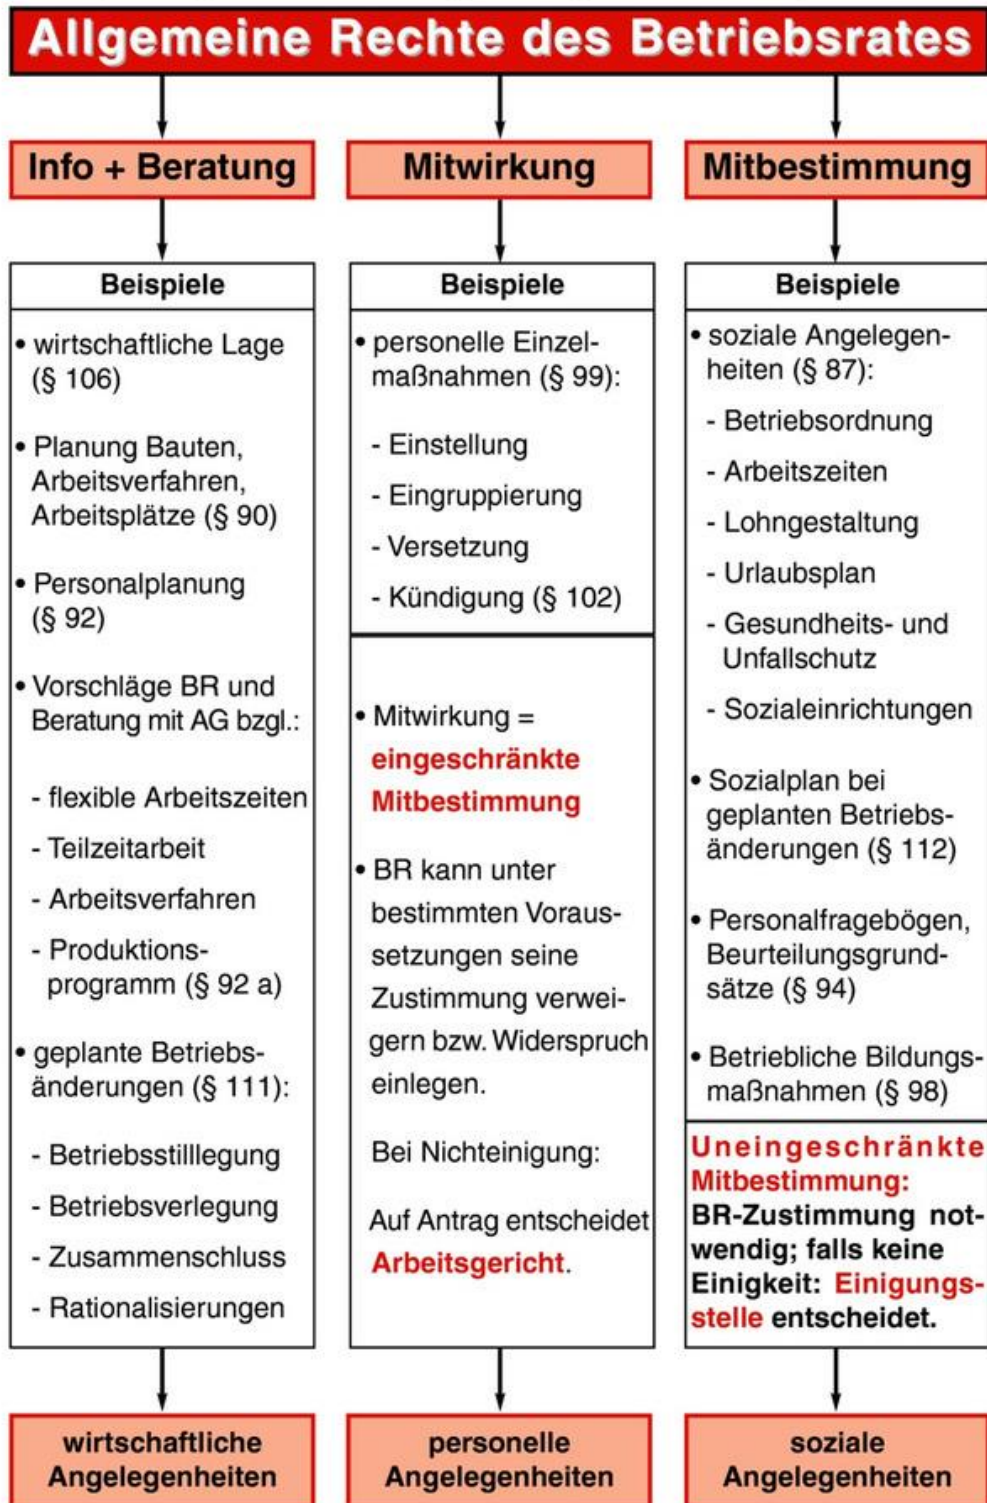 Allgemeine Rechte des Betriebsrates
Info + Beratung
Beispiele
• wirtschaftliche Lage
(§ 106)
• Planung Bauten,
Arbeitsverfahren,
Arbeitsplätze (§ 90)
• Personalplanung
(§ 92)
• Vorschläge BR und
Beratung mit AG bzgl.:
- flexible Arbeitszeiten
- Teilzeitarbeit
- Arbeitsverfahren
- Produktions-
programm (§ 92 a)
• geplante Betriebs-
änderungen (§ 111):
- Betriebsstilllegung
- Betriebsverlegung
- Zusammenschluss
- Rationalisierungen
wirtschaftliche
Angelegenheiten
Mitwirkung
Beispiele
• personelle Einzel-
maßnahmen (§ 99):
- Einstellung
- Eingruppierung
- Versetzung
- Kündigung (§ 102)
• Mitwirkung =
eingeschränkte
Mitbestimmung
• BR kann unter
bestimmten Voraus-
setzungen seine
Zustimmung verwei-
gern bzw. Widerspruch
einlegen.
Bei Nichteinigung:
Auf Antrag entscheidet
Arbeitsgericht.
personelle
Angelegenheiten
Mitbestimmung
Beispiele
• soziale Angelegen-
heiten (§ 87):
- Betriebsordnung
- Arbeitszeiten
- Lohngestaltung
- Urlaubsplan
- Gesundheits- und
Unfallschutz
- Sozialeinrichtungen
• Sozialplan bei
geplanten Betriebs-
änderungen (§ 112)
• Personalfragebögen,
Beurteilungsgrund-
sätze (§ 94)
• Betriebliche Bildungs-
maßnahmen (§ 98)
Uneingeschränkte
Mitbestimmung:
BR-Zustimmung not-
wendig; falls keine
Einigkeit: Einigungs-
stelle entscheidet.
soziale
Angelegenheiten